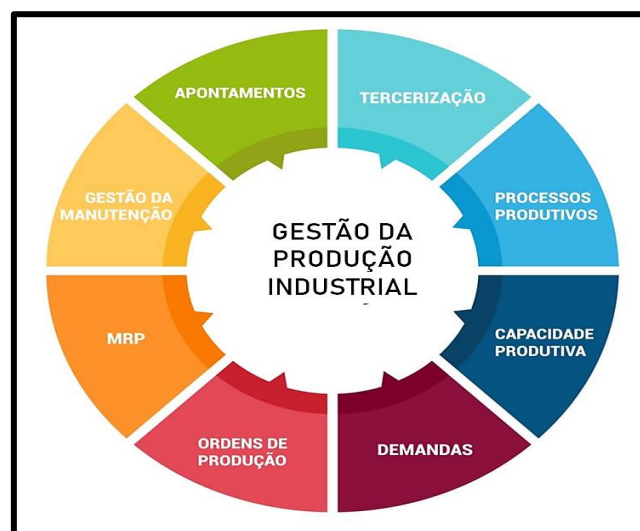 APONTAMENTOS
TERCERIZAÇÃO
GESTÃO DA
MANUTENÇÃO
PROCESSOS
PRODUTIVOS
GESTÃO DA
PRODUÇÃO
INDUSTRIAL
MRP
CAPACIDADE
PRODUTIVA
ORDENS DE
PRODUÇÃO
DEMANDAS